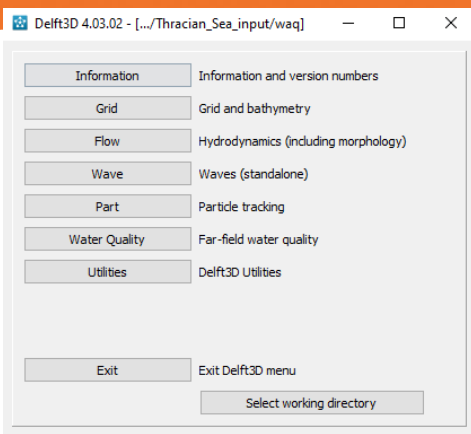 Delft3D 4.03.02 - [.../Thracian_Sea_input/waq]
Information Information and version numbers
Grid Grid and bathymetry
Flow Hydrodynamics (including morphology)
Wave Waves (standalone)
Part Particle tracking
Water Quality Far-field water quality
Utilities Delft3D Utilities
Exit Exit Delft3D menu
Select working directory